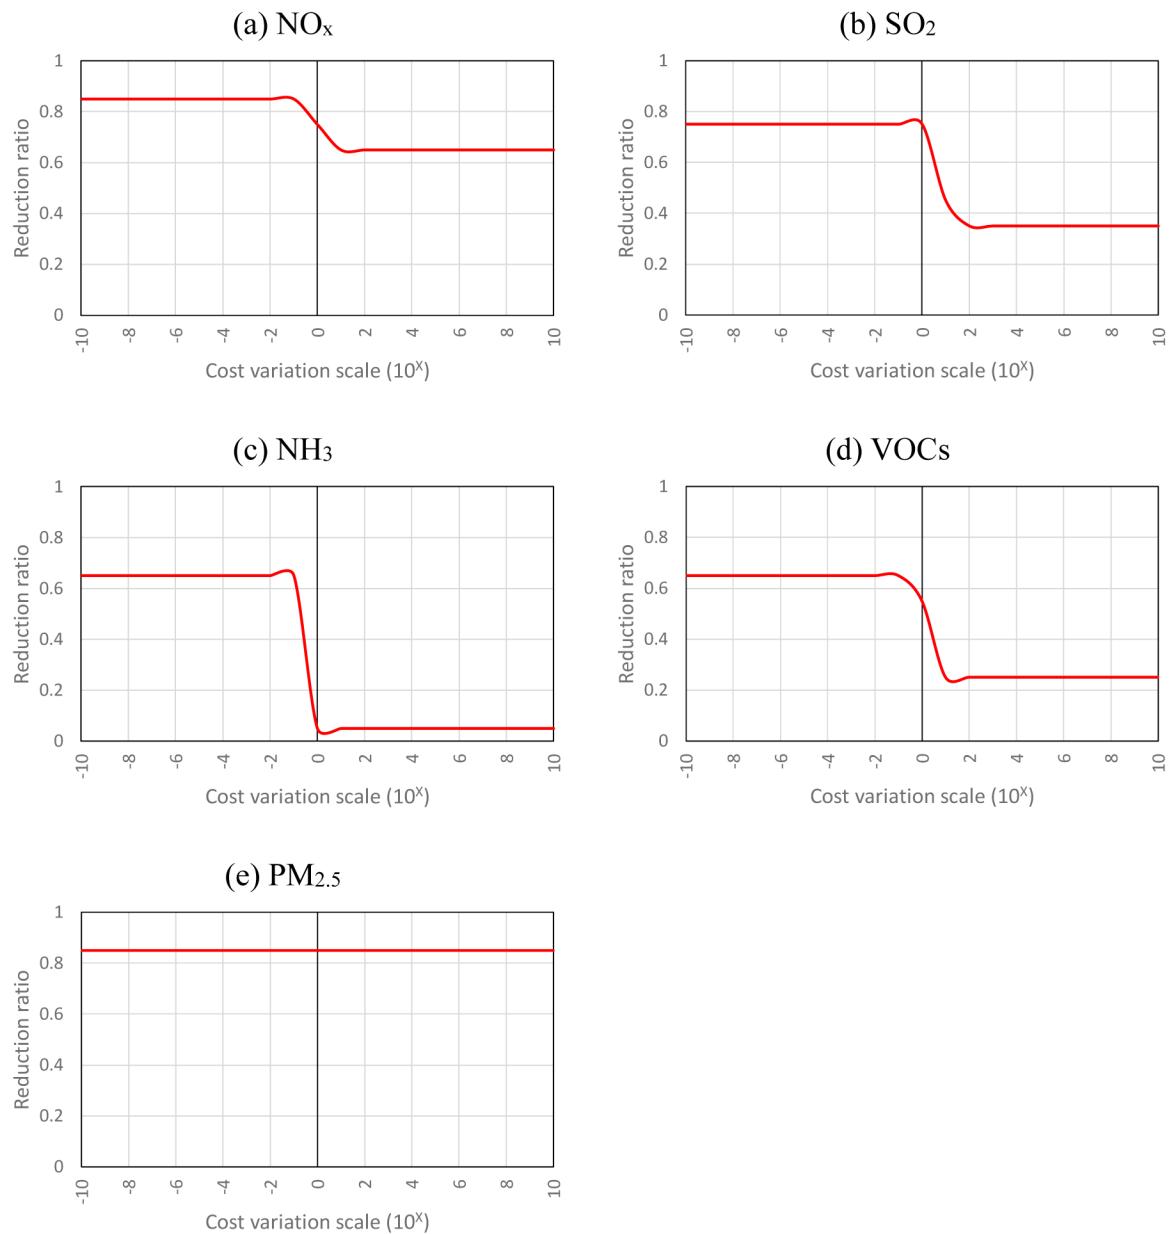 (a) NOₓ
1
0.8
0.6
0.4
0.2
0
Reduction ratio
-10 -8 -6 -4 -2 0 2 4 6 8 10
Cost variation scale (10ˣ)
(b) SO₂
1
0.8
0.6
0.4
0.2
0
Reduction ratio
-10 -8 -6 -4 -2 0 2 4 6 8 10
Cost variation scale (10ˣ)
(c) NH₃
1
0.8
0.6
0.4
0.2
0
Reduction ratio
-10 -8 -6 -4 -2 0 2 4 6 8 10
Cost variation scale (10ˣ)
(d) VOCs
1
0.8
0.6
0.4
0.2
0
Reduction ratio
-10 -8 -6 -4 -2 0 2 4 6 8 10
Cost variation scale (10ˣ)
(e) PM₂.₅
1
0.8
0.6
0.4
0.2
0
Reduction ratio
-10 -8 -6 -4 -2 0 2 4 6 8 10
Cost variation scale (10ˣ)